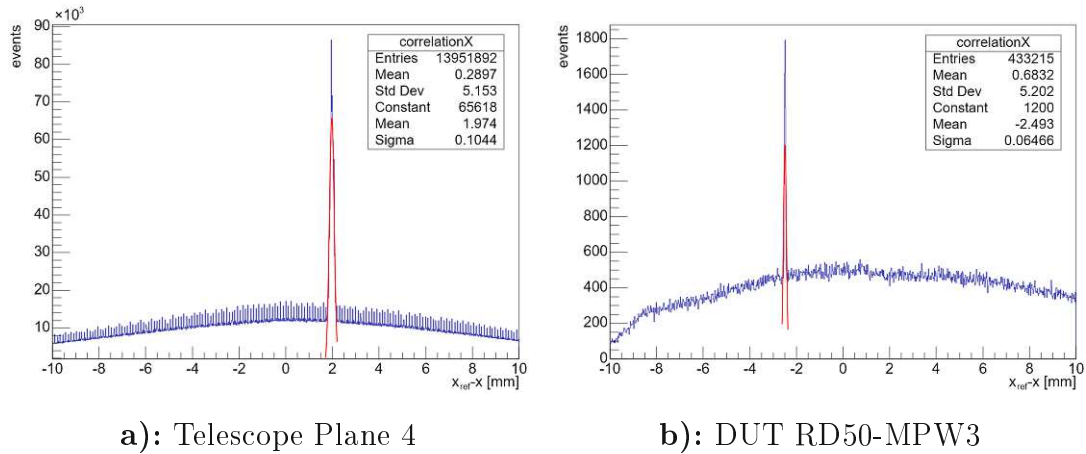 ×10³
events
90
80
70
60
50
40
30
20
10
-10 -8 -6 -4 -2 0 2 4 6 8 10
x_ref-x [mm]
correlationX
Entries 13951892
Mean 0.2897
Std Dev 5.153
Constant 65618
Mean 1.974
Sigma 0.1044
a): Telescope Plane 4
events
1800
1600
1400
1200
1000
800
600
400
200
0
-10 -8 -6 -4 -2 0 2 4 6 8 10
x_ref-x [mm]
correlationX
Entries 433215
Mean 0.6832
Std Dev 5.202
Constant 1200
Mean -2.493
Sigma 0.06466
b): DUT RD50-MPW3